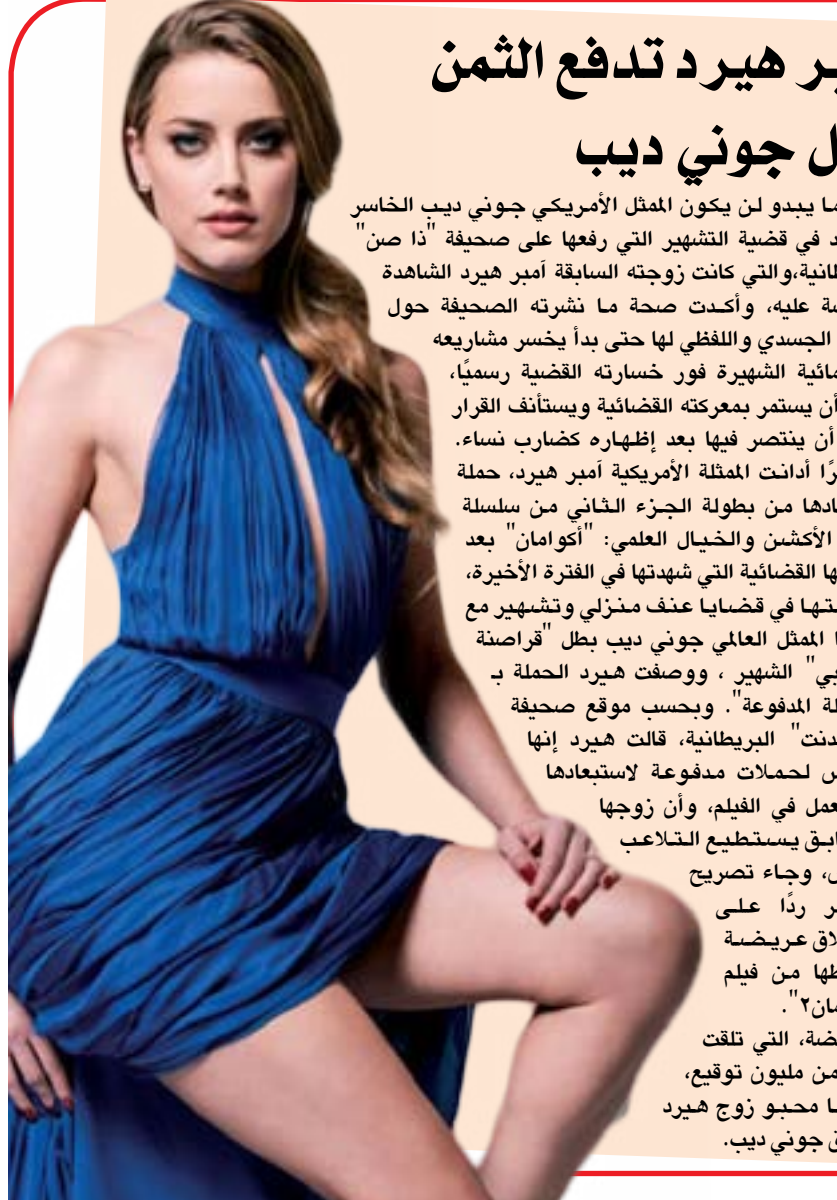 بر هيرد تدفع الثمن
ل جوني ديب
ما يبدو لن يكون الممثل الأمريكي جوني ديب الخاسر
د في قضية التشهير التي رفعها على صحيفة "ذا صن"
طانية،والتي كانت زوجته السابقة آمبر هيرد الشاهدة
ىة عليه، وأكدت صحة ما نشرته الصحيفة حول
الجسدي واللفظي لها حتى بدأ يخسر مشاريعه
مائية الشهيرة فور خسارته القضية رسميًا،
أن يستمر بمعركته القضائية ويستأنف القرار
أن ينتصر فيها بعد إظهاره كضارب نساء.
رًا أدانت الممثلة الأمريكية آمبر هيرد، حملة
ادها من بطولة الجزء الثاني من سلسلة
الأكشن والخيال العلمي: "أكوامان" بعد
ها القضائية التي شهدتها في الفترة الأخيرة،
تها في قضايا عنف منزلي وتشهير مع
ا الممثل العالمي جوني ديب بطل "قراصنة
بي" الشهير ، ووصفت هيرد الحملة بـ
لة المدفوعة". وبحسب موقع صحيفة
دنت" البريطانية، قالت هيرد إنها
ض لحملات مدفوعة لاستبعادها
عمل في الفيلم، وأن زوجها
ابق يستطيع التلاعب
ل، وجاء تصريح
ر ردًا على
لاق عريضة
طها من فيلم
مان٢".
ضة، التي تلقت
من مليون توقيع،
ا محبو زوج هيرد
ق جوني ديب.